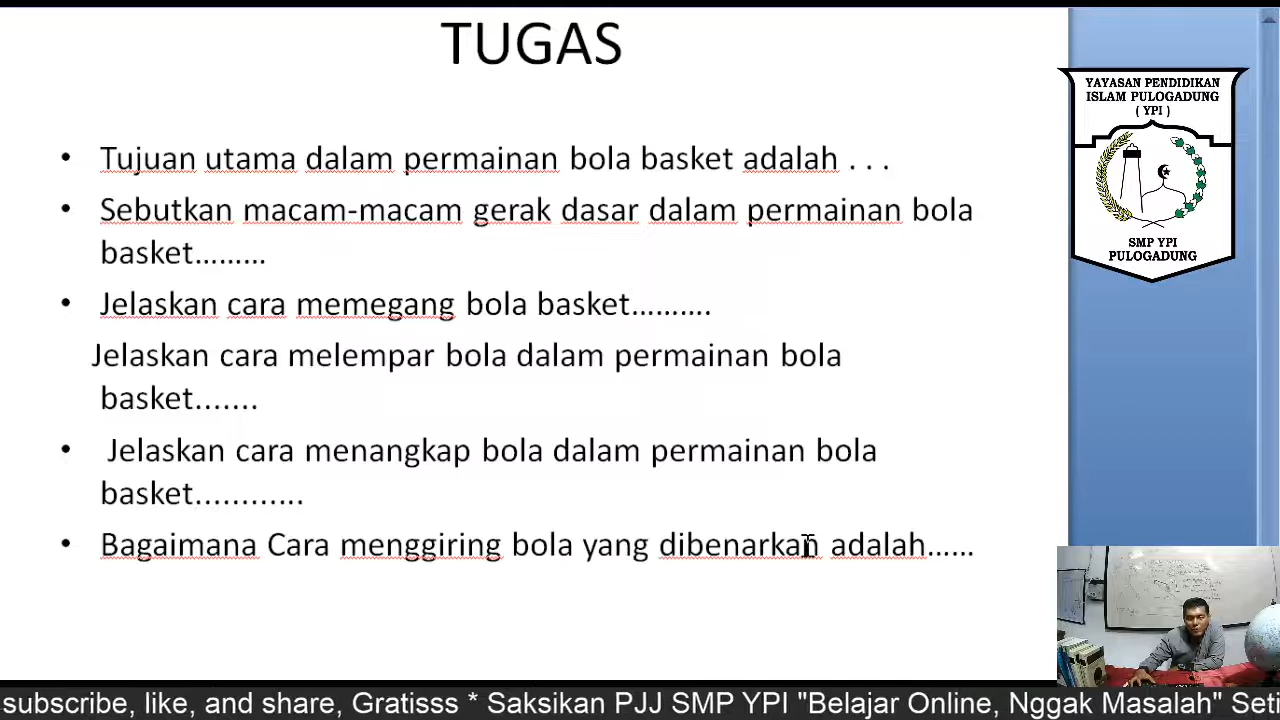 TUGAS
• Tujuan utama dalam permainan bola basket adalah . . .
• Sebutkan macam-macam gerak dasar dalam permainan bola
basket.........
• Jelaskan cara memegang bola basket..........
Jelaskan cara melempar bola dalam permainan bola
basket.......
• Jelaskan cara menangkap bola dalam permainan bola
basket............
• Bagaimana Cara menggiring bola yang dibenarkan adalah......
YAYASAN PENDIDIKAN
ISLAM PULOGADUNG
( YPI )
SMP YPI
PULOGADUNG
subscribe, like, and share, Gratisss * Saksikan PJJ SMP YPI "Belajar Online, Nggak Masalah" Seti